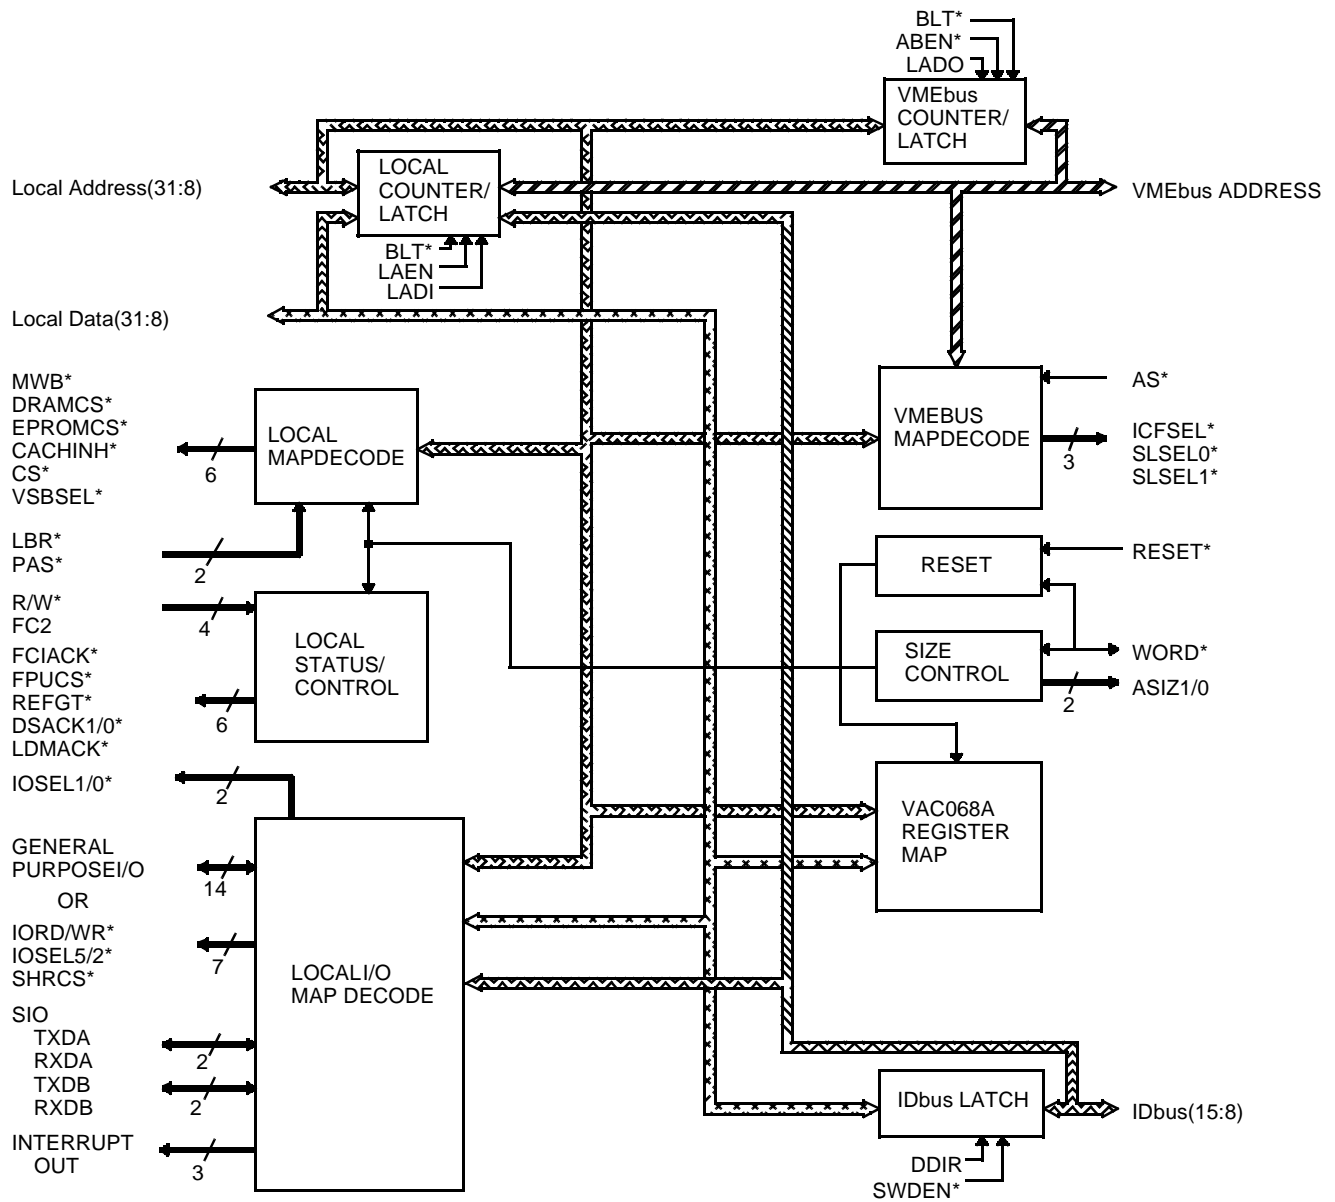 BLT*
ABEN*
LADO
VMEbus
COUNTER/
LATCH
LOCAL
COUNTER/
LATCH
Local Address(31:8)
VMEbus ADDRESS
BLT*
LAEN
LADI
Local Data(31:8)
MWB*
DRAMCS*
EPROMCS*
CACHINH*
CS*
VSBSEL*
6
LOCAL
MAPDECODE
VMEBUS
MAPDECODE
AS*
ICFSEL*
SLSEL0*
SLSEL1*
3
LBR*
PAS*
2
RESET
RESET*
R/W*
FC2
4
FCIACK*
FPUCS*
REFGT*
DSACK1/0*
LDMACK*
6
LOCAL
STATUS/
CONTROL
SIZE
CONTROL
WORD*
ASIZ1/0
2
IOSEL1/0*
2
VAC068A
REGISTER
MAP
GENERAL
PURPOSEI/O
14
OR
IORD/WR*
IOSEL5/2*
SHRCS*
7
LOCALI/O
MAP DECODE
SIO
TXDA
RXDA
2
TXDB
RXDB
2
INTERRUPT
OUT
3
IDbus LATCH
IDbus(15:8)
DDIR
SWDEN*